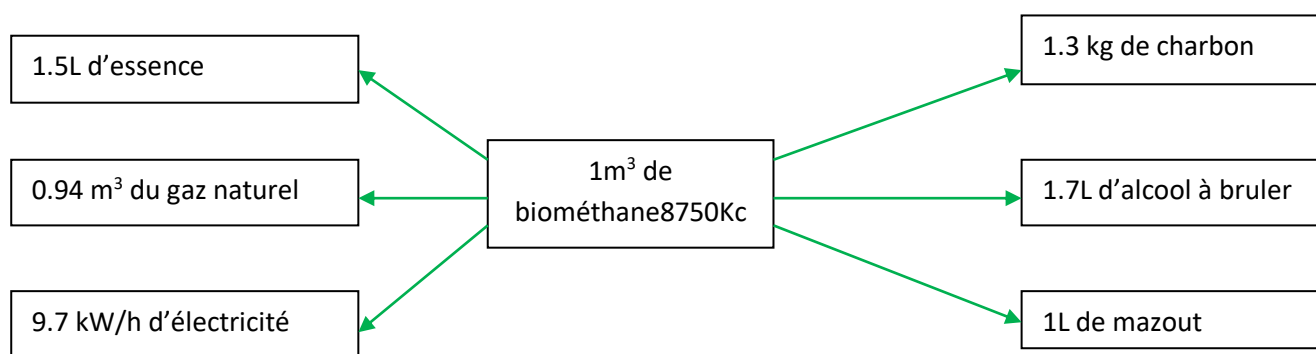 1.5L d’essence
0.94 m³ du gaz naturel
9.7 kW/h d’électricité
1m³ de
biométhane8750Kc
1.3 kg de charbon
1.7L d’alcool à bruler
1L de mazout